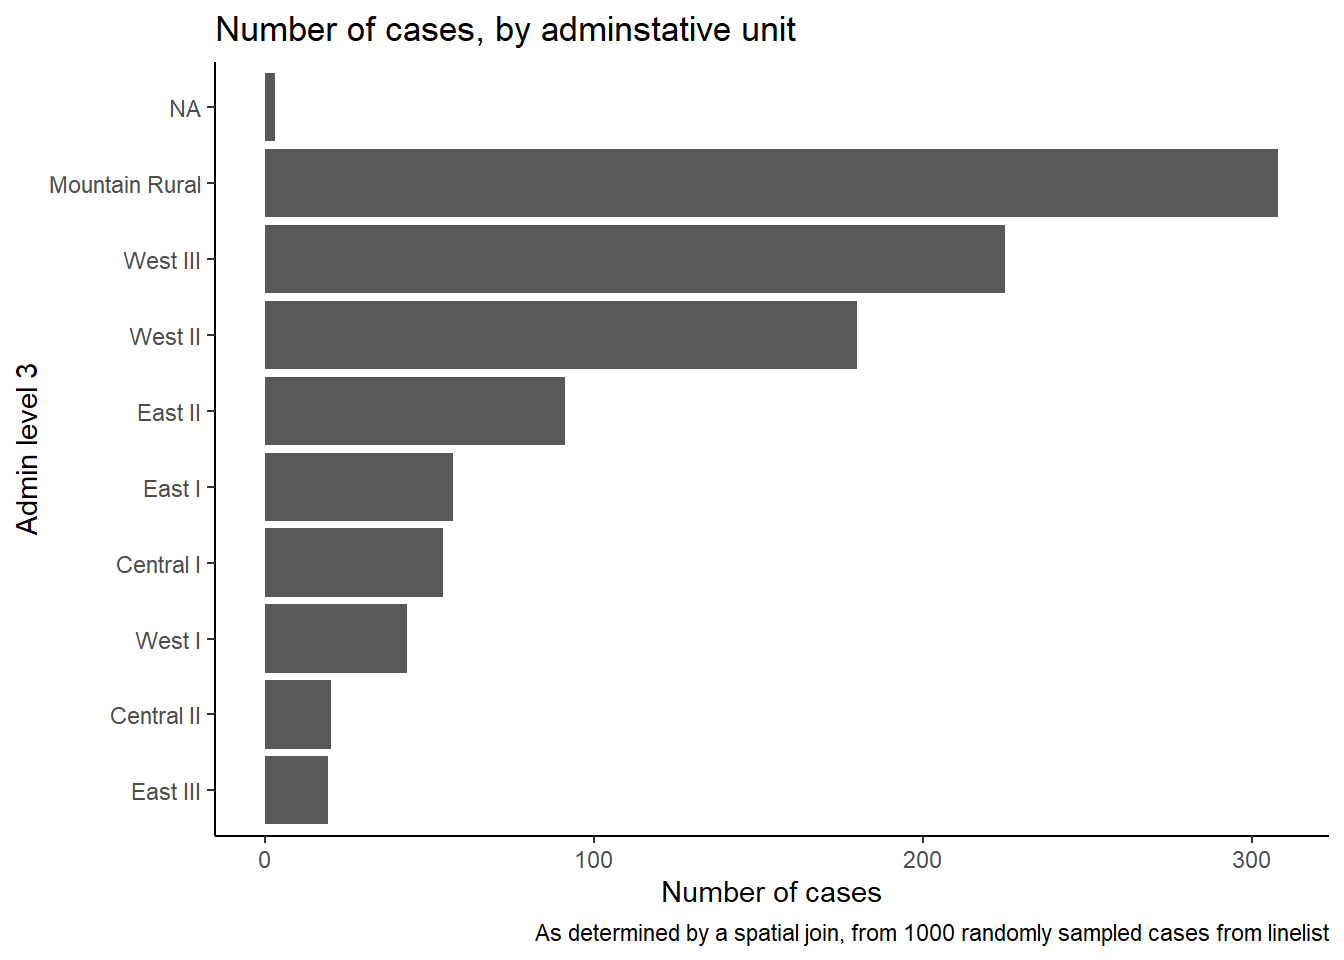 Number of cases, by adminstative unit
NA
Mountain Rural
West III
West II
East II
East I
Central I
West I
Central II
East III
Admin level 3
0 100 200 300
Number of cases
As determined by a spatial join, from 1000 randomly sampled cases from linelist